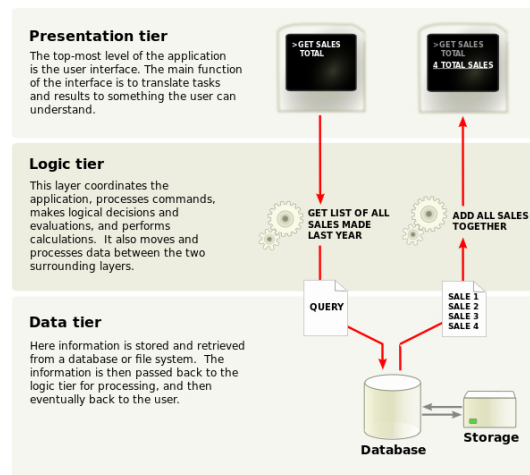 Presentation tier
The top-most level of the application
is the user interface. The main function
of the interface is to translate tasks
and results to something the user can
understand.
>GET SALES
TOTAL
>GET SALES
TOTAL
4 TOTAL SALES
Logic tier
This layer coordinates the
application, processes commands,
makes logical decisions and
evaluations, and performs
calculations. It also moves and
processes data between the two
surrounding layers.
GET LIST OF ALL
SALES MADE
LAST YEAR
ADD ALL SALES
TOGETHER
Data tier
Here information is stored and retrieved
from a database or file system. The
information is then passed back to the
logic tier for processing, and then
eventually back to the user.
QUERY
SALE 1
SALE 2
SALE 3
SALE 4
Database
Storage